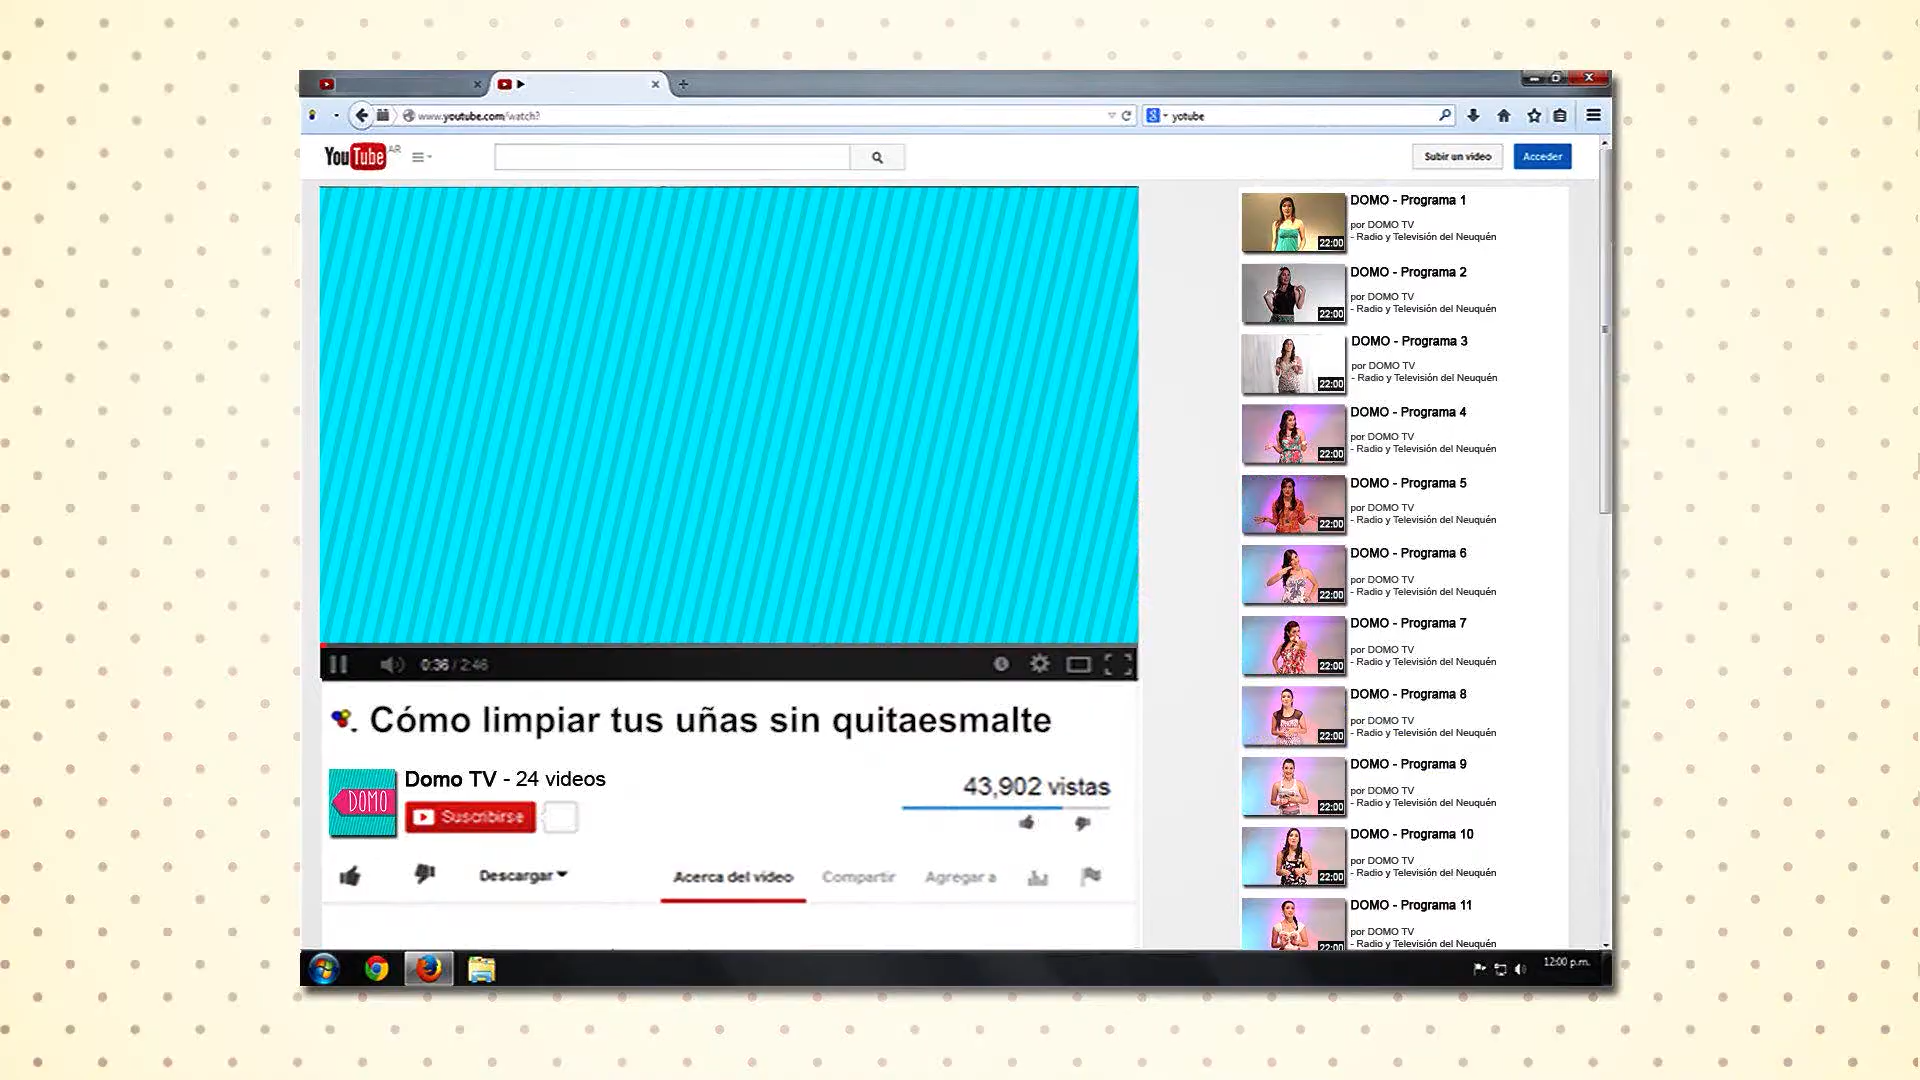 www.youtube.com/watch?
yotube
YouTube AR
Subir un video
Acceder
0:36 / 2:46
Cómo limpiar tus uñas sin quitaesmalte
DOMO
Domo TV - 24 videos
Suscribirse
43,902 vistas
Descargar
Acerca del video
Compartir
Agregar a
22:00
DOMO - Programa 1
por DOMO TV
- Radio y Televisión del Neuquén
22:00
DOMO - Programa 2
por DOMO TV
- Radio y Televisión del Neuquén
22:00
DOMO - Programa 3
por DOMO TV
- Radio y Televisión del Neuquén
22:00
DOMO - Programa 4
por DOMO TV
- Radio y Televisión del Neuquén
22:00
DOMO - Programa 5
por DOMO TV
- Radio y Televisión del Neuquén
22:00
DOMO - Programa 6
por DOMO TV
- Radio y Televisión del Neuquén
22:00
DOMO - Programa 7
por DOMO TV
- Radio y Televisión del Neuquén
22:00
DOMO - Programa 8
por DOMO TV
- Radio y Televisión del Neuquén
22:00
DOMO - Programa 9
por DOMO TV
- Radio y Televisión del Neuquén
22:00
DOMO - Programa 10
por DOMO TV
- Radio y Televisión del Neuquén
22:00
DOMO - Programa 11
por DOMO TV
- Radio y Televisión del Neuquén
12:00 p.m.